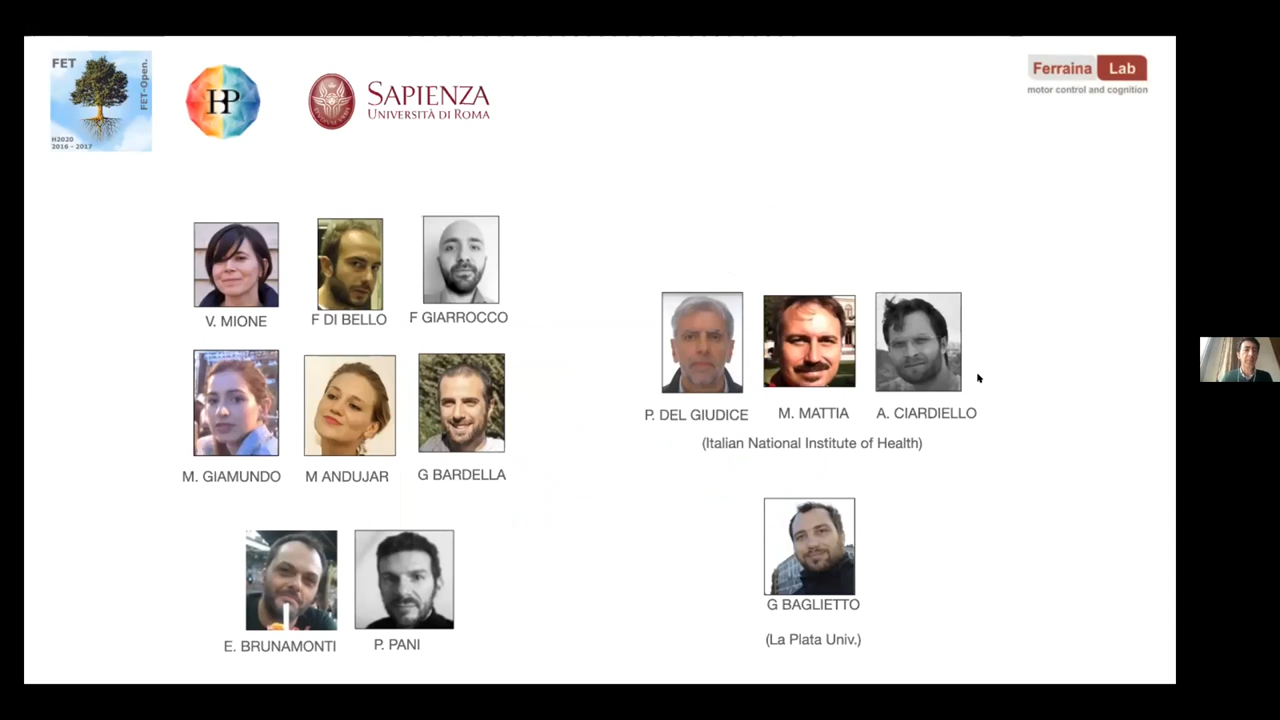 FET
FET-Open.
H2020
2016 - 2017
HP
SAPIENZA
UNIVERSITÀ DI ROMA
Ferraina Lab
motor control and cognition
V. MIONE
F DI BELLO
F GIARROCCO
M. GIAMUNDO
M ANDUJAR
G BARDELLA
E. BRUNAMONTI
P. PANI
P. DEL GIUDICE
M. MATTIA
A. CIARDIELLO
(Italian National Institute of Health)
G BAGLIETTO
(La Plata Univ.)